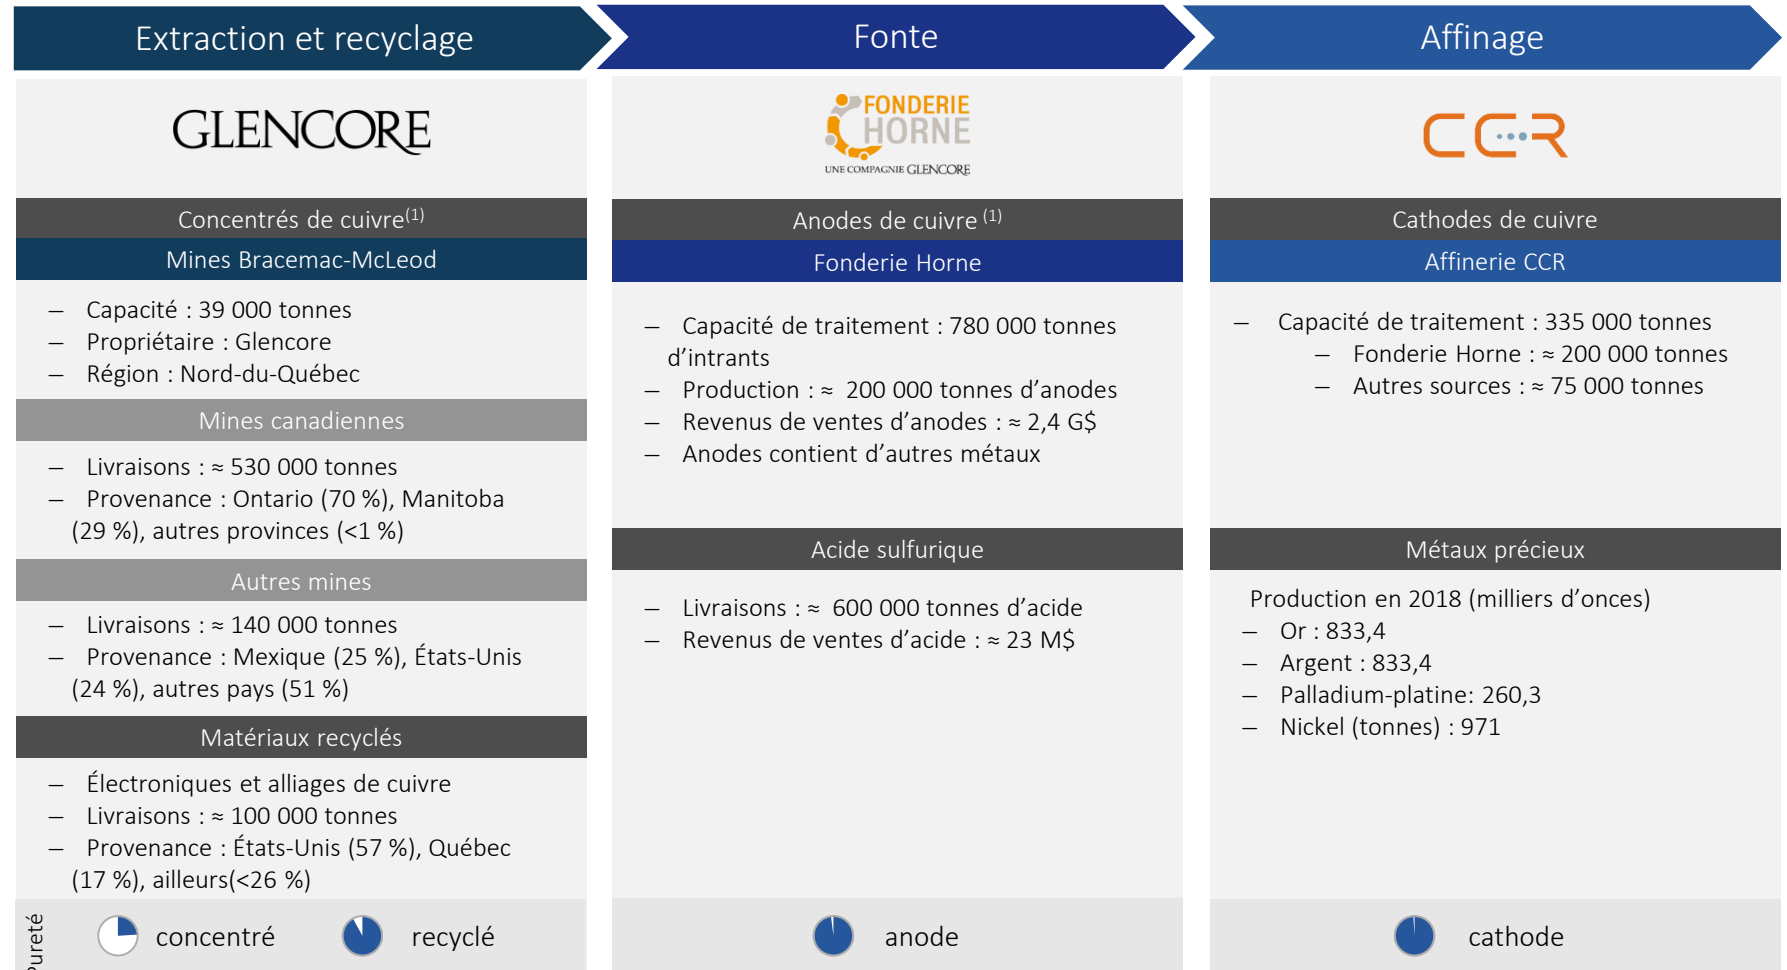 Extraction et recyclage
Fonte
Affinage
GLENCORE
Concentrés de cuivre(1)
Mines Bracemac-McLeod
– Capacité : 39 000 tonnes
– Propriétaire : Glencore
– Région : Nord-du-Québec
Mines canadiennes
– Livraisons : ≈ 530 000 tonnes
– Provenance : Ontario (70 %), Manitoba
(29 %), autres provinces (<1 %)
Autres mines
– Livraisons : ≈ 140 000 tonnes
– Provenance : Mexique (25 %), États-Unis
(24 %), autres pays (51 %)
Matériaux recyclés
– Électroniques et alliages de cuivre
– Livraisons : ≈ 100 000 tonnes
– Provenance : États-Unis (57 %), Québec
(17 %), ailleurs(<26 %)
FONDERIE
HORNE
UNE COMPAGNIE GLENCORE
Anodes de cuivre (1)
Fonderie Horne
– Capacité de traitement : 780 000 tonnes
d’intrants
– Production : ≈ 200 000 tonnes d’anodes
– Revenus de ventes d’anodes : ≈ 2,4 G$
– Anodes contient d’autres métaux
Acide sulfurique
– Livraisons : ≈ 600 000 tonnes d’acide
– Revenus de ventes d’acide : ≈ 23 M$
CCR
Cathodes de cuivre
Affinerie CCR
– Capacité de traitement : 335 000 tonnes
– Fonderie Horne : ≈ 200 000 tonnes
– Autres sources : ≈ 75 000 tonnes
Métaux précieux
Production en 2018 (milliers d’onces)
– Or : 833,4
– Argent : 833,4
– Palladium-platine: 260,3
– Nickel (tonnes) : 971
Pureté
concentré
recyclé
anode
cathode